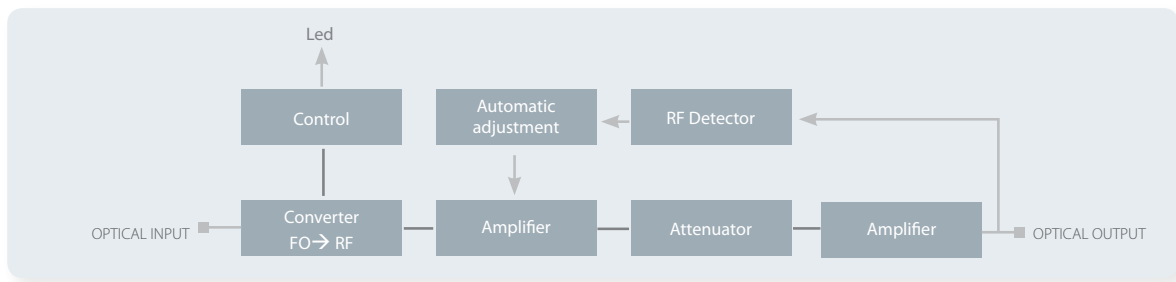 Led
Control
Automatic
adjustment
RF Detector
OPTICAL INPUT
Converter
FO→ RF
Amplifier
Attenuator
Amplifier
OPTICAL OUTPUT